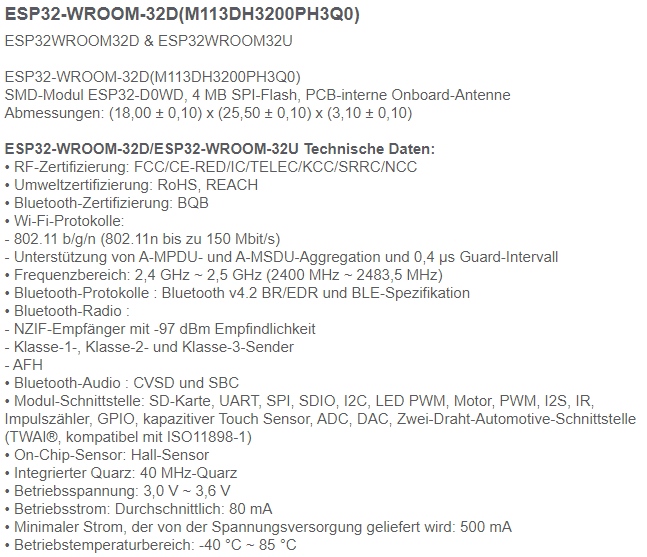 ESP32-WROOM-32D(M113DH3200PH3Q0)
ESP32WROOM32D & ESP32WROOM32U
ESP32-WROOM-32D(M113DH3200PH3Q0)
SMD-Modul ESP32-D0WD, 4 MB SPI-Flash, PCB-interne Onboard-Antenne
Abmessungen: (18,00 ± 0,10) x (25,50 ± 0,10) x (3,10 ± 0,10)
ESP32-WROOM-32D/ESP32-WROOM-32U Technische Daten:
• RF-Zertifizierung: FCC/CE-RED/IC/TELEC/KCC/SRRC/NCC
• Umweltzertifizierung: RoHS, REACH
• Bluetooth-Zertifizierung: BQB
• Wi-Fi-Protokolle:
- 802.11 b/g/n (802.11n bis zu 150 Mbit/s)
- Unterstützung von A-MPDU- und A-MSDU-Aggregation und 0,4 µs Guard-Intervall
• Frequenzbereich: 2,4 GHz ~ 2,5 GHz (2400 MHz ~ 2483,5 MHz)
• Bluetooth-Protokolle : Bluetooth v4.2 BR/EDR und BLE-Spezifikation
• Bluetooth-Radio :
- NZIF-Empfänger mit -97 dBm Empfindlichkeit
- Klasse-1-, Klasse-2- und Klasse-3-Sender
- AFH
• Bluetooth-Audio : CVSD und SBC
• Modul-Schnittstelle: SD-Karte, UART, SPI, SDIO, I2C, LED PWM, Motor, PWM, I2S, IR,
Impulszähler, GPIO, kapazitiver Touch Sensor, ADC, DAC, Zwei-Draht-Automotive-Schnittstelle
(TWAI®, kompatibel mit ISO11898-1)
• On-Chip-Sensor: Hall-Sensor
• Integrierter Quarz: 40 MHz-Quarz
• Betriebsspannung: 3,0 V ~ 3,6 V
• Betriebsstrom: Durchschnittlich: 80 mA
• Minimaler Strom, der von der Spannungsversorgung geliefert wird: 500 mA
• Betriebstemperaturbereich: -40 °C ~ 85 °C